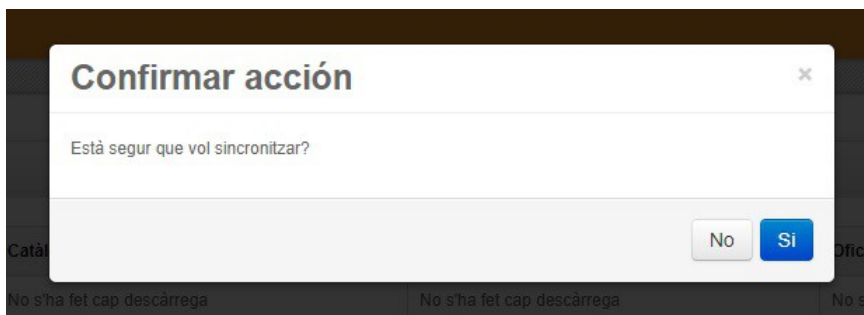 Confirmar acción
×
Està segur que vol sincronitzar?
No
Si
No s'ha fet cap descàrrega
No s'ha fet cap descàrrega
No